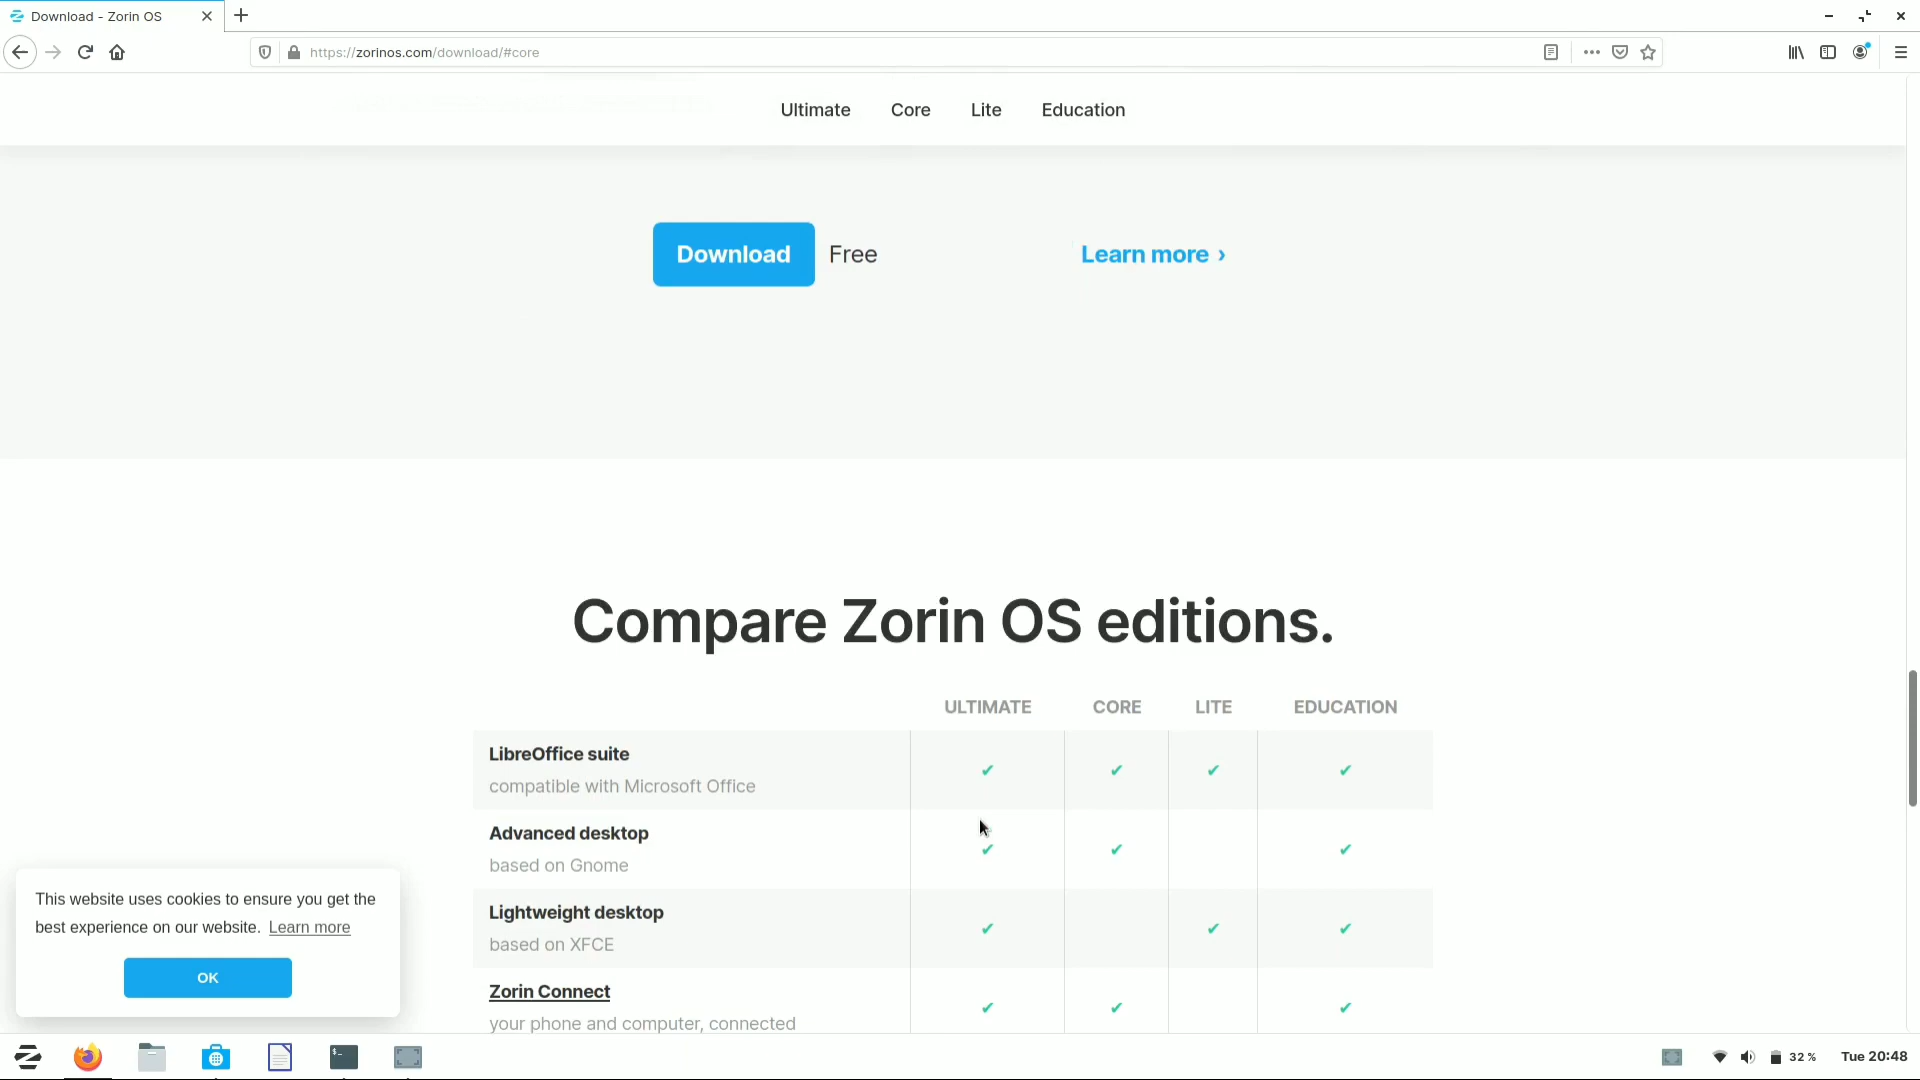 Download - Zorin OS
https://zorinos.com/download/#core
Ultimate Core Lite Education
Download Free Learn more ›
Compare Zorin OS editions.
ULTIMATE CORE LITE EDUCATION
LibreOffice suite
compatible with Microsoft Office
Advanced desktop
based on Gnome
Lightweight desktop
based on XFCE
Zorin Connect
your phone and computer, connected
This website uses cookies to ensure you get the
best experience on our website. Learn more
OK
32 % Tue 20:48